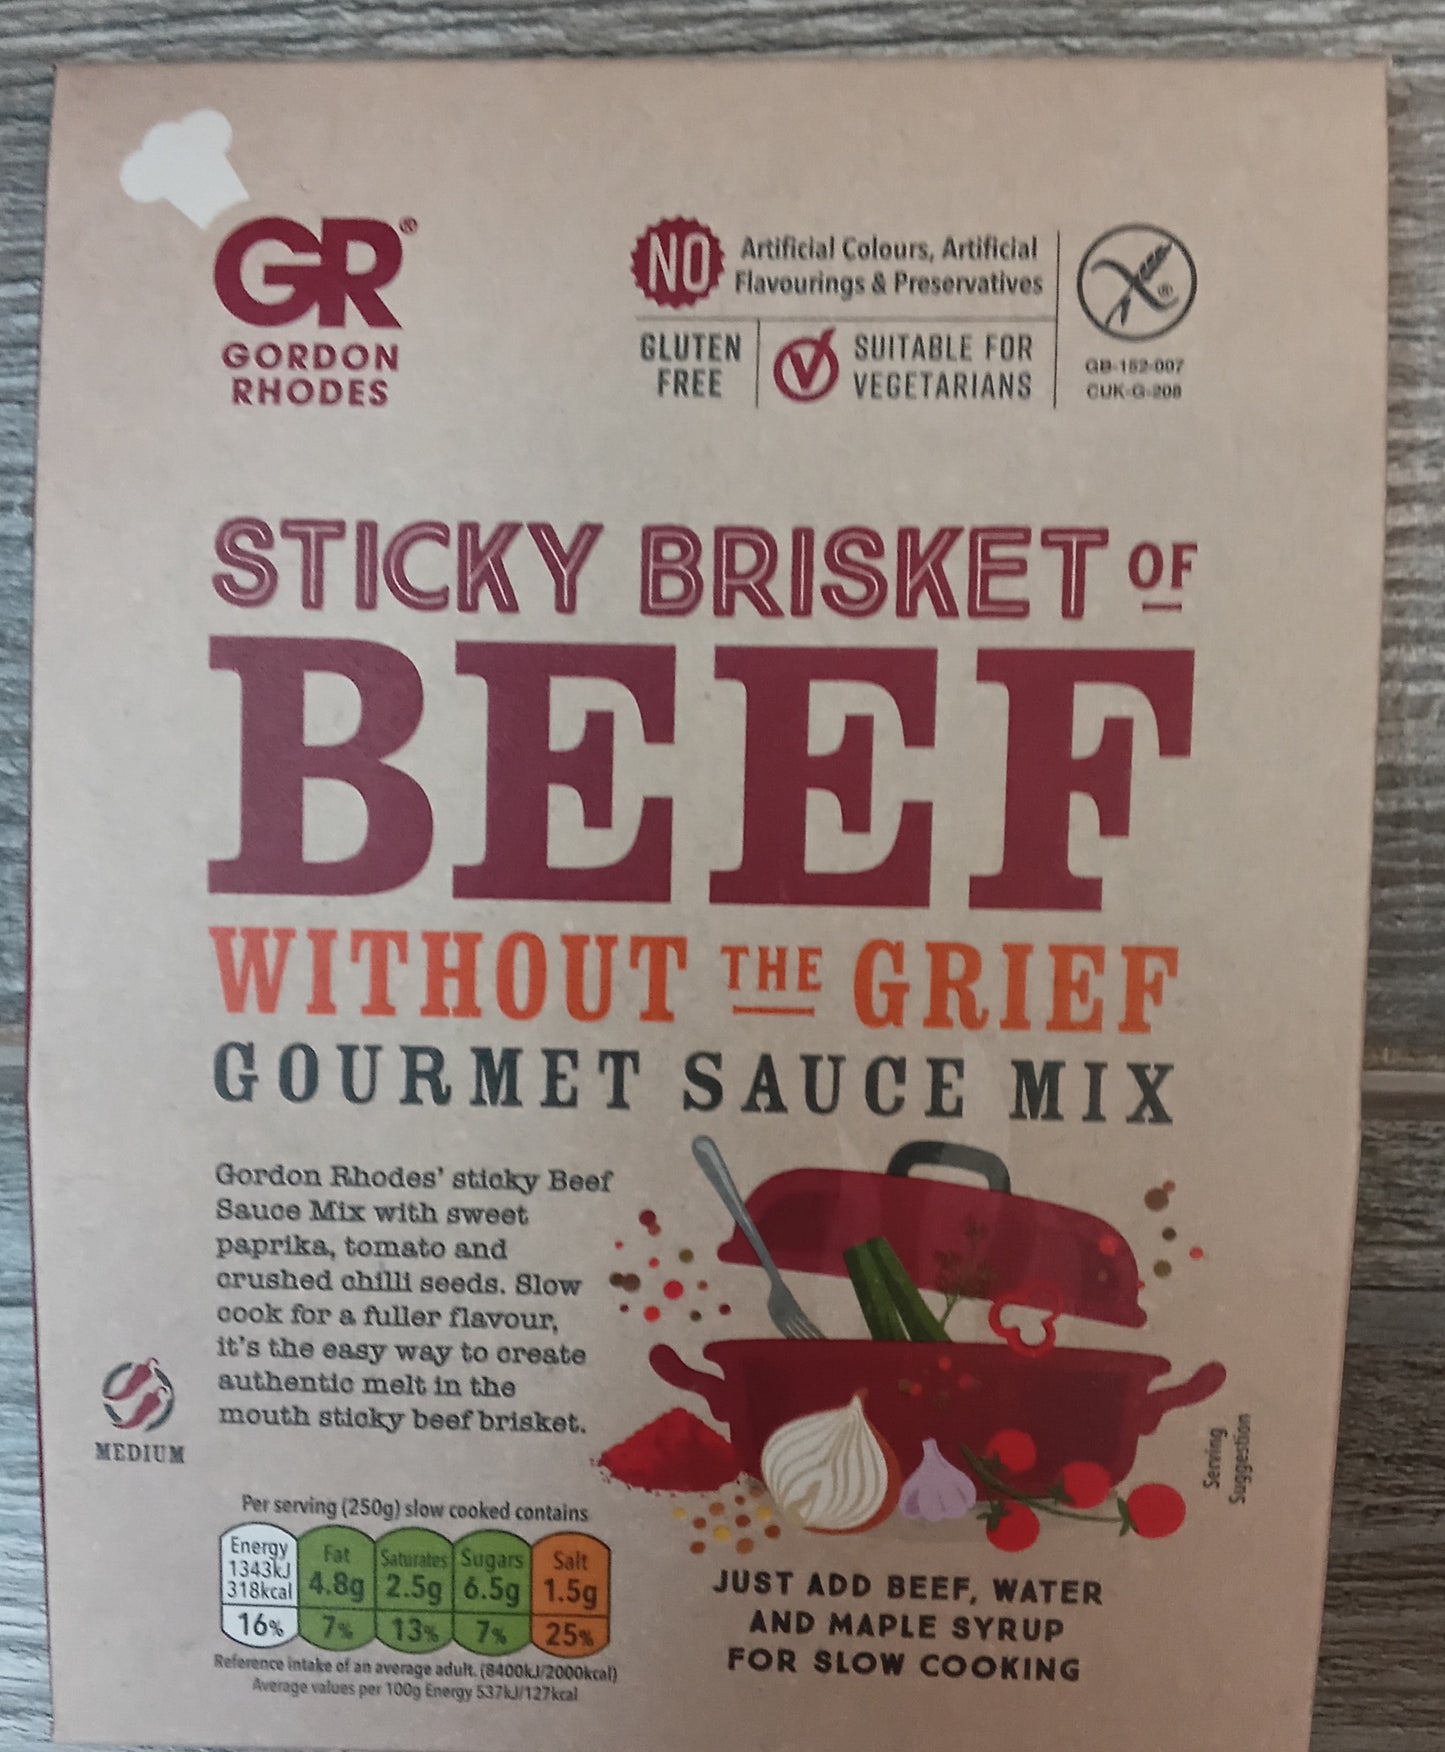 GR®
GORDON
RHODES
NO
Artificial Colours, Artificial
Flavourings & Preservatives
GLUTEN
FREE
V
SUITABLE FOR
VEGETARIANS
GB-152-007
CUK-G-208
STICKY BRISKET OF
BEEF
WITHOUT THE GRIEF
GOURMET SAUCE MIX
Gordon Rhodes' sticky Beef
Sauce Mix with sweet
paprika, tomato and
crushed chilli seeds. Slow
cook for a fuller flavour,
it's the easy way to create
authentic melt in the
mouth sticky beef brisket.
MEDIUM
Serving
Suggestion
Per serving (250g) slow cooked contains
Energy Fat Saturates Sugars Salt
1343kJ
318kcal 4.8g 2.5g 6.5g 1.5g
16% 7% 13% 7% 25%
Reference intake of an average adult. (8400kJ/2000kcal)
Average values per 100g Energy 537kJ/127kcal
JUST ADD BEEF, WATER
AND MAPLE SYRUP
FOR SLOW COOKING